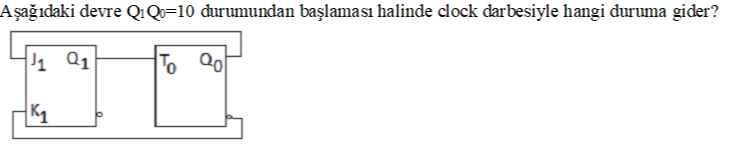 Aşağıdaki devre Q₁Q₀=10 durumundan başlaması halinde clock darbesiyle hangi duruma gider?
J₁ Q₁ T₀ Q₀
K₁